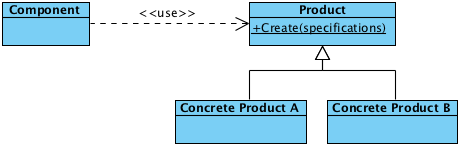 Component
<<use>>
Product
+Create(specifications)
Concrete Product A
Concrete Product B